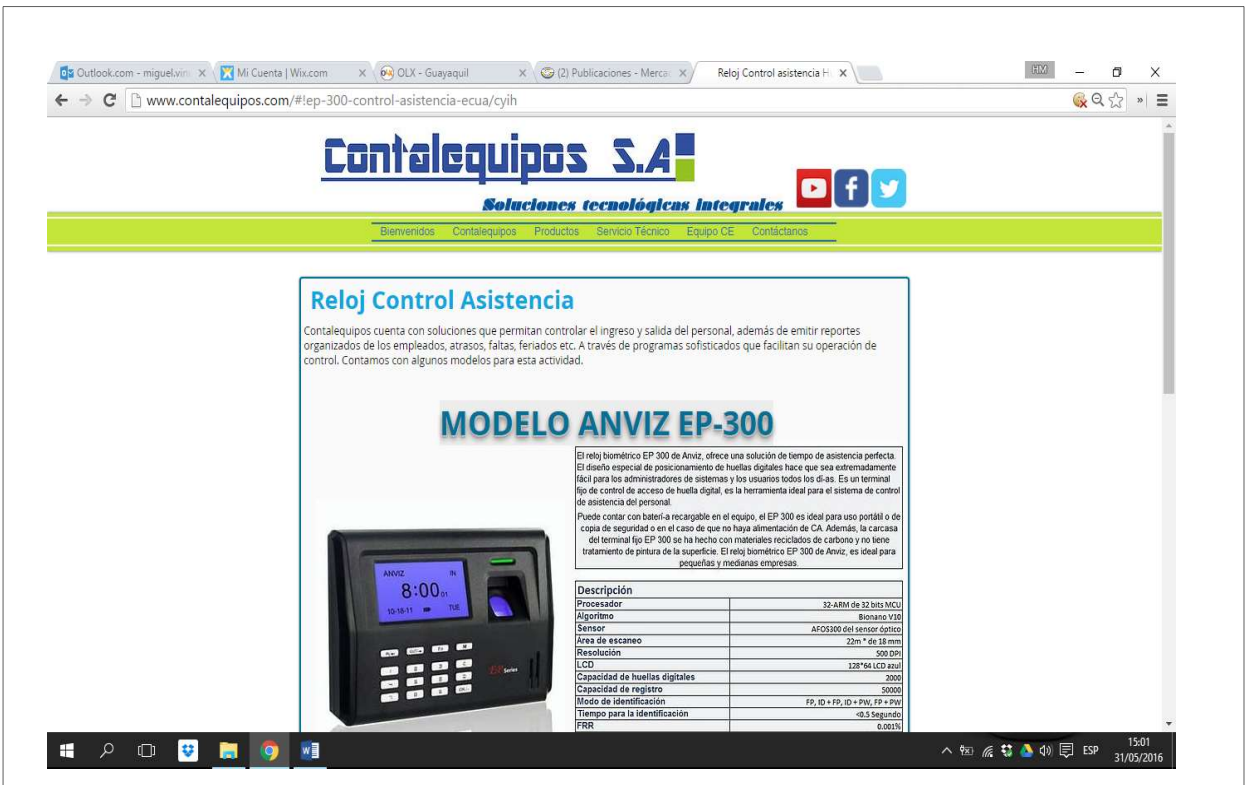 Outlook.com - miguel.vin
Mi Cuenta | Wix.com
OLX - Guayaquil
(2) Publicaciones - Merca
Reloj Control asistencia H
HM
www.contalequipos.com/#!ep-300-control-asistencia-ecua/cyih
Contalequipos S.A
Soluciones tecnológicas Integrales
Bienvenidos Contalequipos Productos Servicio Técnico Equipo CE Contáctanos
Reloj Control Asistencia
Contalequipos cuenta con soluciones que permitan controlar el ingreso y salida del personal, además de emitir reportes
organizados de los empleados, atrasos, faltas, feriados etc. A través de programas sofisticados que facilitan su operación de
control. Contamos con algunos modelos para esta actividad.
MODELO ANVIZ EP-300
El reloj biométrico EP 300 de Anviz, ofrece una solución de tiempo de asistencia perfecta.
El diseño especial de posicionamiento de huellas digitales hace que sea extremadamente
fácil para los administradores de sistemas y los usuarios todos los dí-as. Es un terminal
fijo de control de acceso de huella digital, es la herramienta ideal para el sistema de control
de asistencia del personal.
Puede contar con baterí-a recargable en el equipo, el EP 300 es ideal para uso portátil o de
copia de seguridad o en el caso de que no haya alimentación de CA. Además, la carcasa
del terminal fijo EP 300 se ha hecho con materiales reciclados de carbono y no tiene
tratamiento de pintura de la superficie. El reloj biométrico EP 300 de Anviz, es ideal para
pequeñas y medianas empresas.
ANVIZ IN
8:00 01
10-18-11 TUE
EP Series
Descripción
Procesador 32-ARM de 32 bits MCU
Algoritmo Bionano V10
Sensor AFOS300 del sensor óptico
Área de escaneo 22m * de 18 mm
Resolución 500 DPI
LCD 128*64 LCD azul
Capacidad de huellas digitales 2000
Capacidad de registro 50000
Modo de identificación FP, ID + FP, ID + PW, FP + PW
Tiempo para la identificación <0.5 Segundo
FRR 0.001%
ESP
15:01
31/05/2016